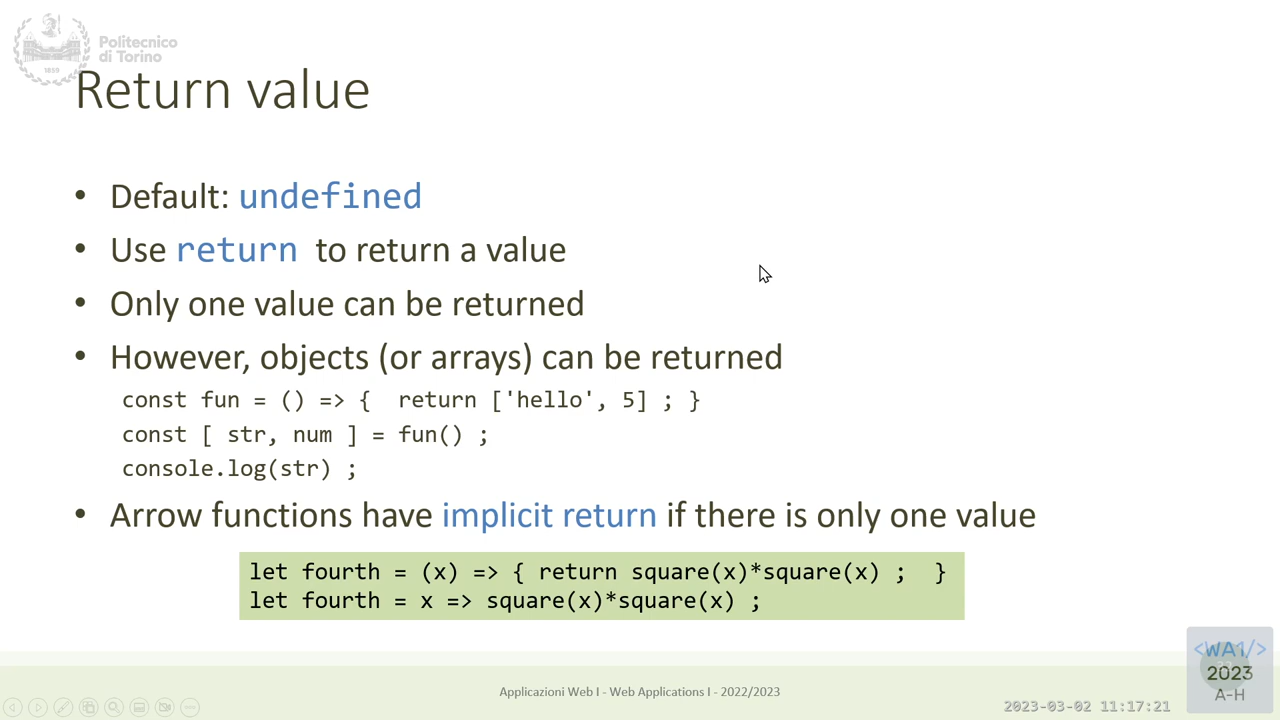 Politecnico
di Torino
1859
Return value
• Default: undefined
• Use return to return a value
• Only one value can be returned
• However, objects (or arrays) can be returned
const fun = () => { return ['hello', 5] ; }
const [ str, num ] = fun() ;
console.log(str) ;
• Arrow functions have implicit return if there is only one value
let fourth = (x) => { return square(x)*square(x) ; }
let fourth = x => square(x)*square(x) ;
<WA1/>
2023
A-H
Applicazioni Web I - Web Applications I - 2022/2023
2023-03-02 11:17:21